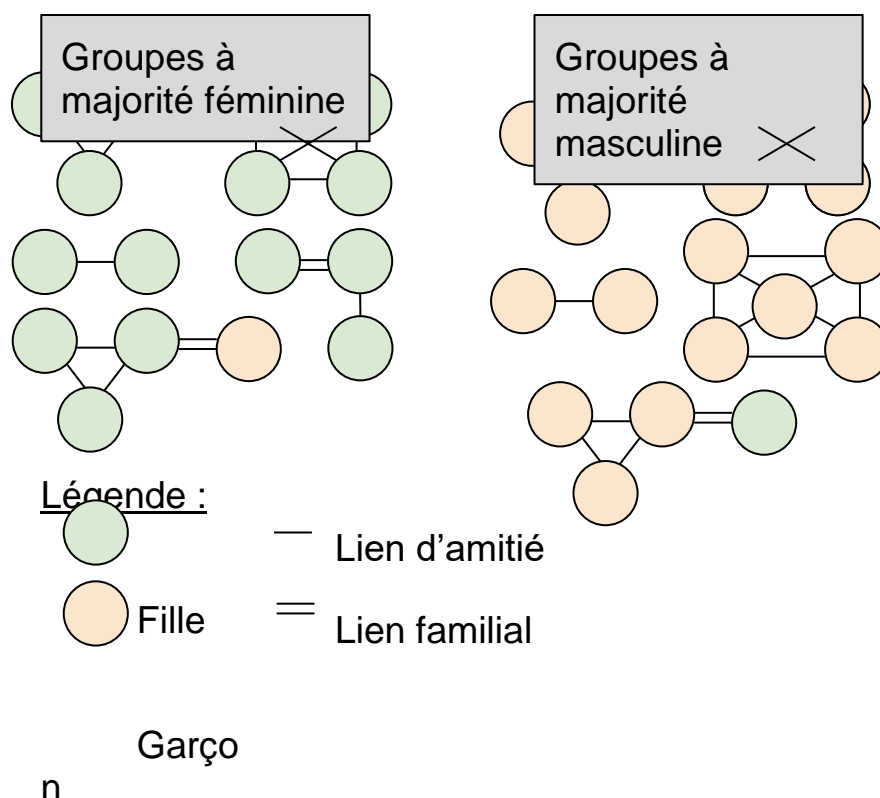 Groupes à
majorité féminine
Groupes à
majorité
masculine
Légende :
Lien d'amitié
Fille
Lien familial
Garço
n